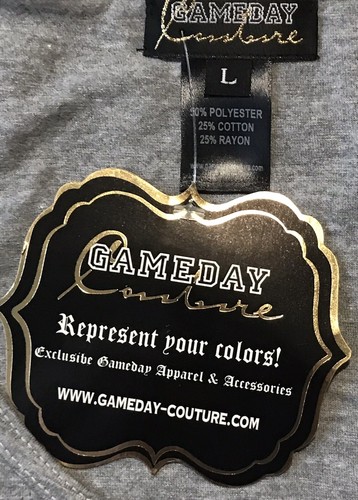 GAMEDAY
Couture
L
50% POLYESTER
25% COTTON
25% RAYON
GAMEDAY
Couture
Represent your colors!
Exclusive Gameday Apparel & Accessories
WWW.GAMEDAY-COUTURE.COM